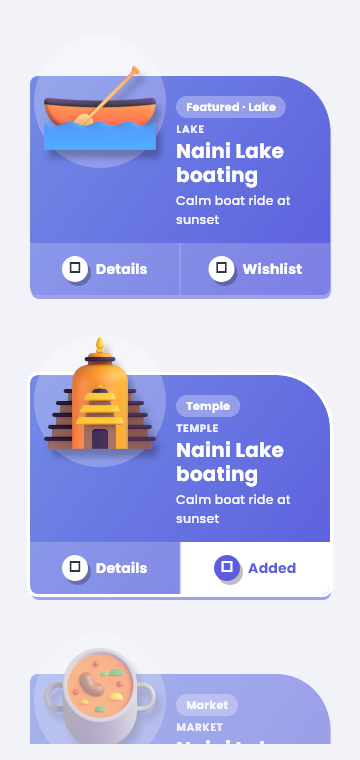 Featured · Lake
LAKE
Naini Lake
boating
Calm boat ride at
sunset
Details
Wishlist
Temple
TEMPLE
Naini Lake
boating
Calm boat ride at
sunset
Details
Added
Market
MARKET